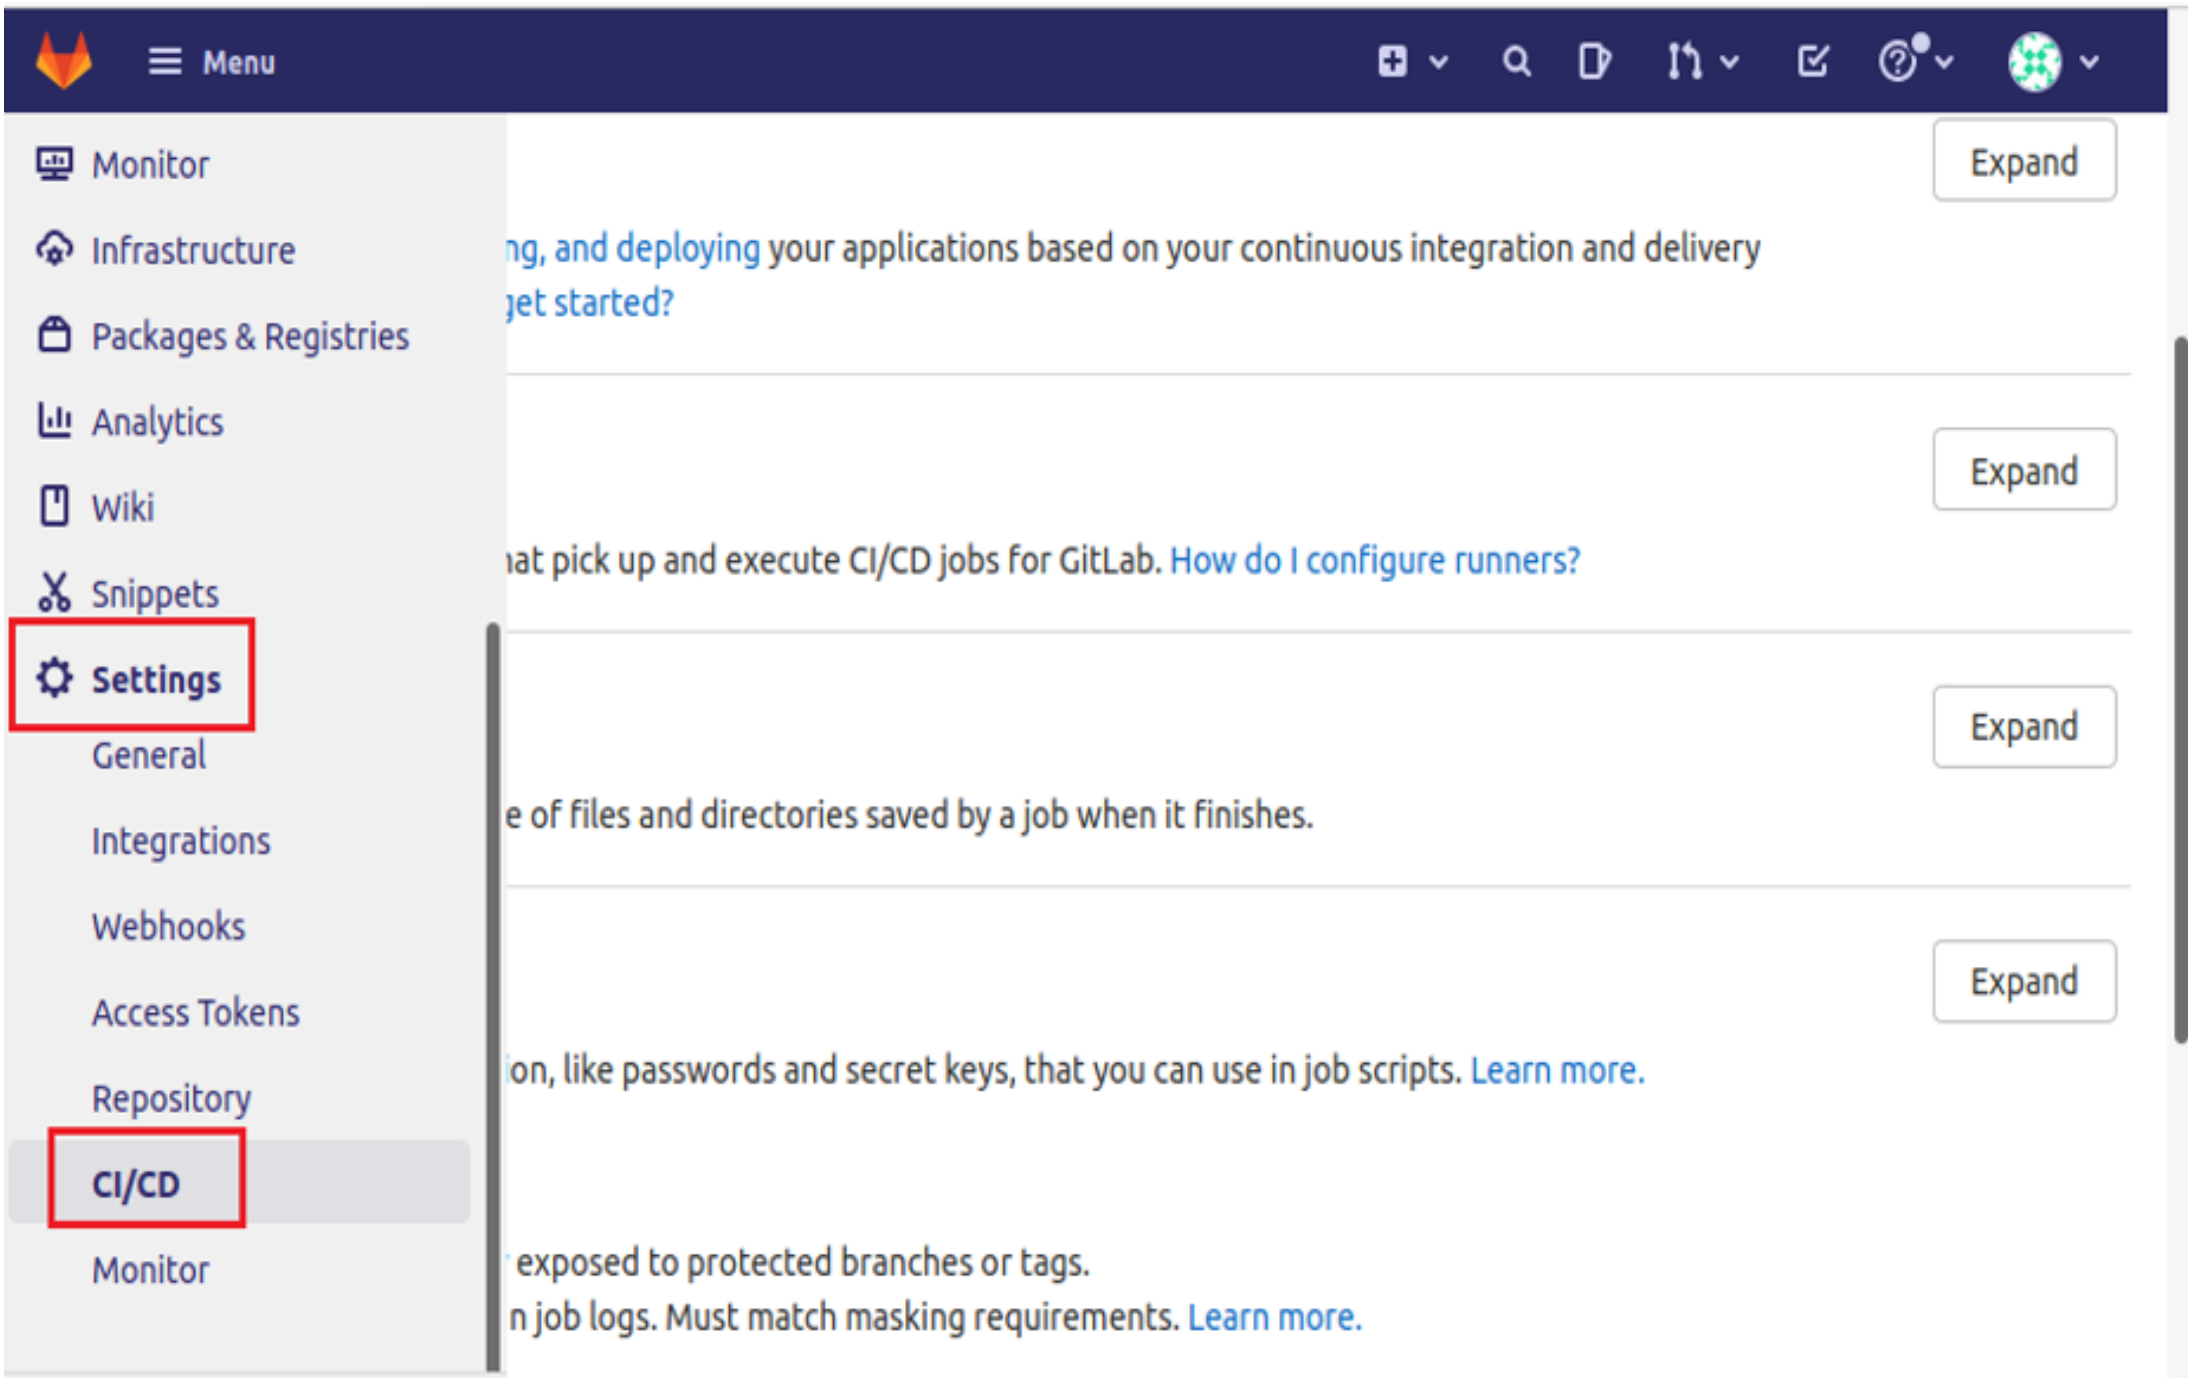 Menu
Monitor
Infrastructure
Packages & Registries
Analytics
Wiki
Snippets
Settings
General
Integrations
Webhooks
Access Tokens
Repository
CI/CD
Monitor
Expand
ng, and deploying your applications based on your continuous integration and delivery
get started?
Expand
hat pick up and execute CI/CD jobs for GitLab. How do I configure runners?
Expand
e of files and directories saved by a job when it finishes.
Expand
ion, like passwords and secret keys, that you can use in job scripts. Learn more.
exposed to protected branches or tags.
n job logs. Must match masking requirements. Learn more.